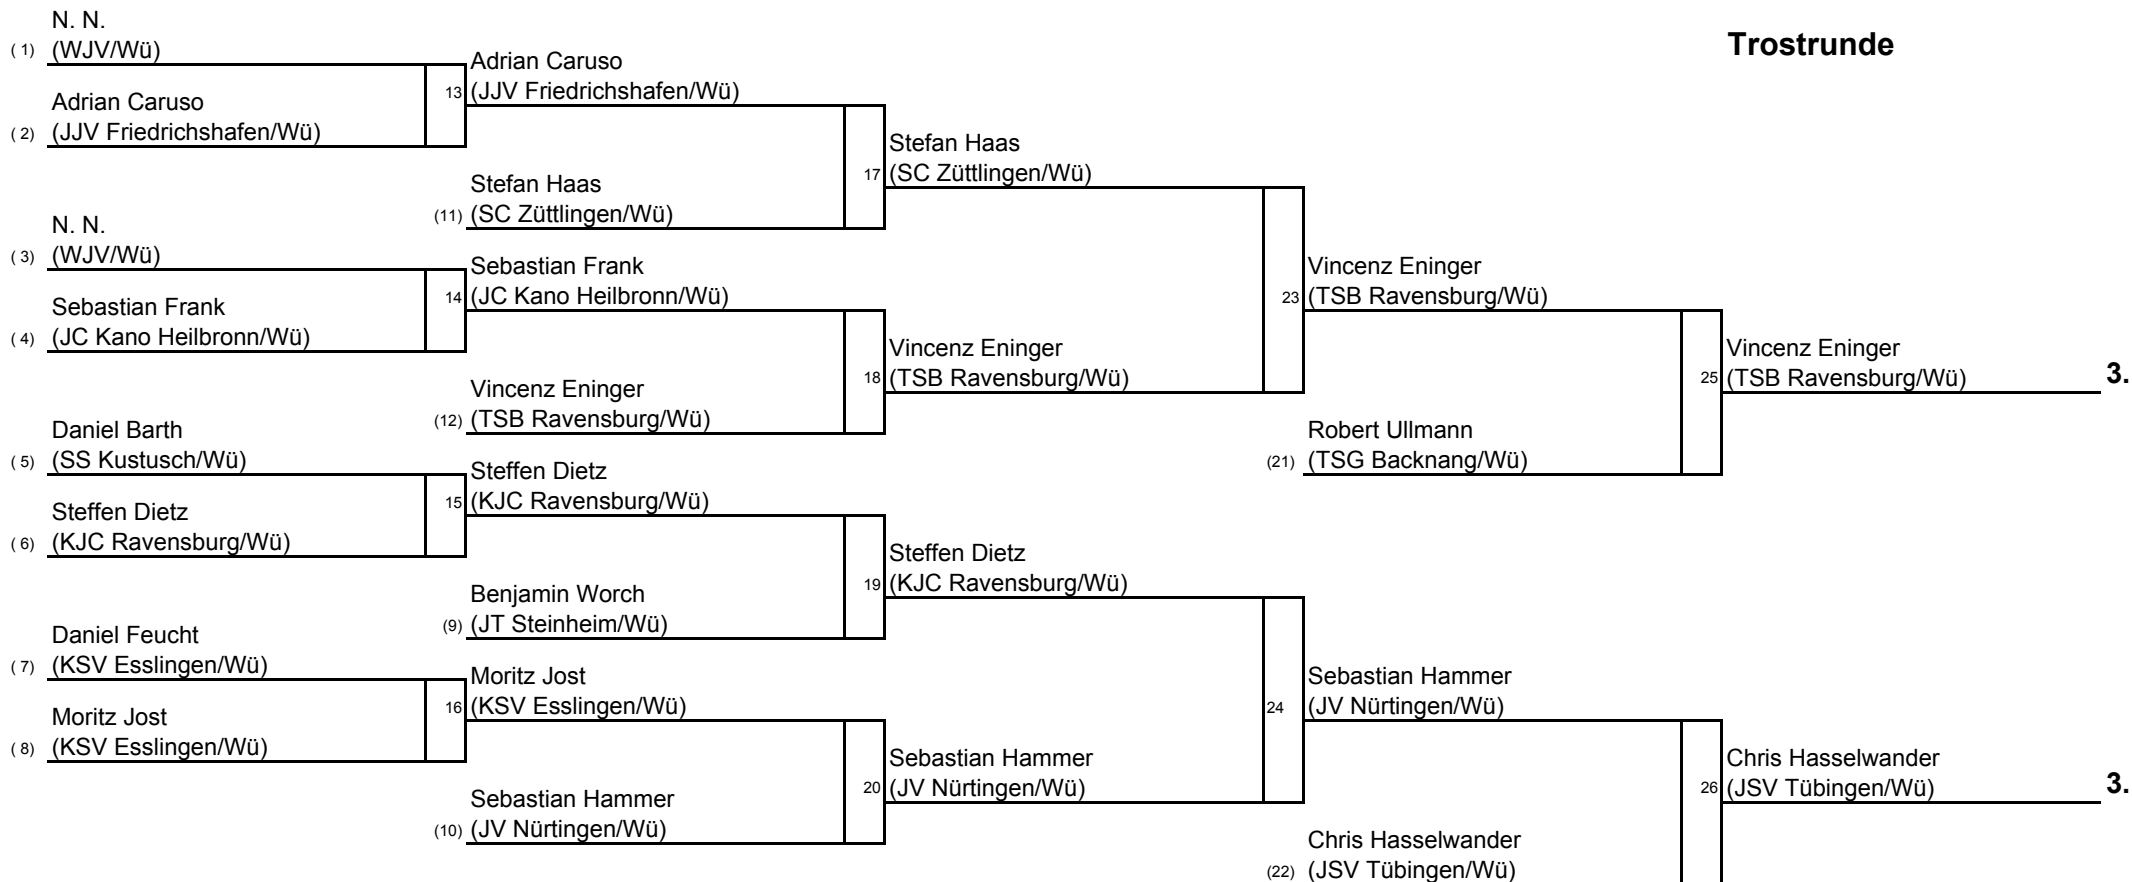 Trostrunde
N. N.
( 1) (WJV/Wü)
Adrian Caruso
( 2) (JJV Friedrichshafen/Wü)
N. N.
( 3) (WJV/Wü)
Sebastian Frank
( 4) (JC Kano Heilbronn/Wü)
Daniel Barth
( 5) (SS Kustusch/Wü)
Steffen Dietz
( 6) (KJC Ravensburg/Wü)
Daniel Feucht
( 7) (KSV Esslingen/Wü)
Moritz Jost
( 8) (KSV Esslingen/Wü)
Adrian Caruso
13 (JJV Friedrichshafen/Wü)
Stefan Haas
(11) (SC Züttlingen/Wü)
Sebastian Frank
14 (JC Kano Heilbronn/Wü)
Vincenz Eninger
(12) (TSB Ravensburg/Wü)
Steffen Dietz
15 (KJC Ravensburg/Wü)
Benjamin Worch
(9) (JT Steinheim/Wü)
Moritz Jost
16 (KSV Esslingen/Wü)
Sebastian Hammer
(10) (JV Nürtingen/Wü)
Stefan Haas
17 (SC Züttlingen/Wü)
Vincenz Eninger
18 (TSB Ravensburg/Wü)
Steffen Dietz
19 (KJC Ravensburg/Wü)
Sebastian Hammer
20 (JV Nürtingen/Wü)
Vincenz Eninger
23 (TSB Ravensburg/Wü)
Robert Ullmann
(21) (TSG Backnang/Wü)
Sebastian Hammer
24 (JV Nürtingen/Wü)
Chris Hasselwander
(22) (JSV Tübingen/Wü)
Vincenz Eninger
25 (TSB Ravensburg/Wü) 3.
Chris Hasselwander
26 (JSV Tübingen/Wü) 3.